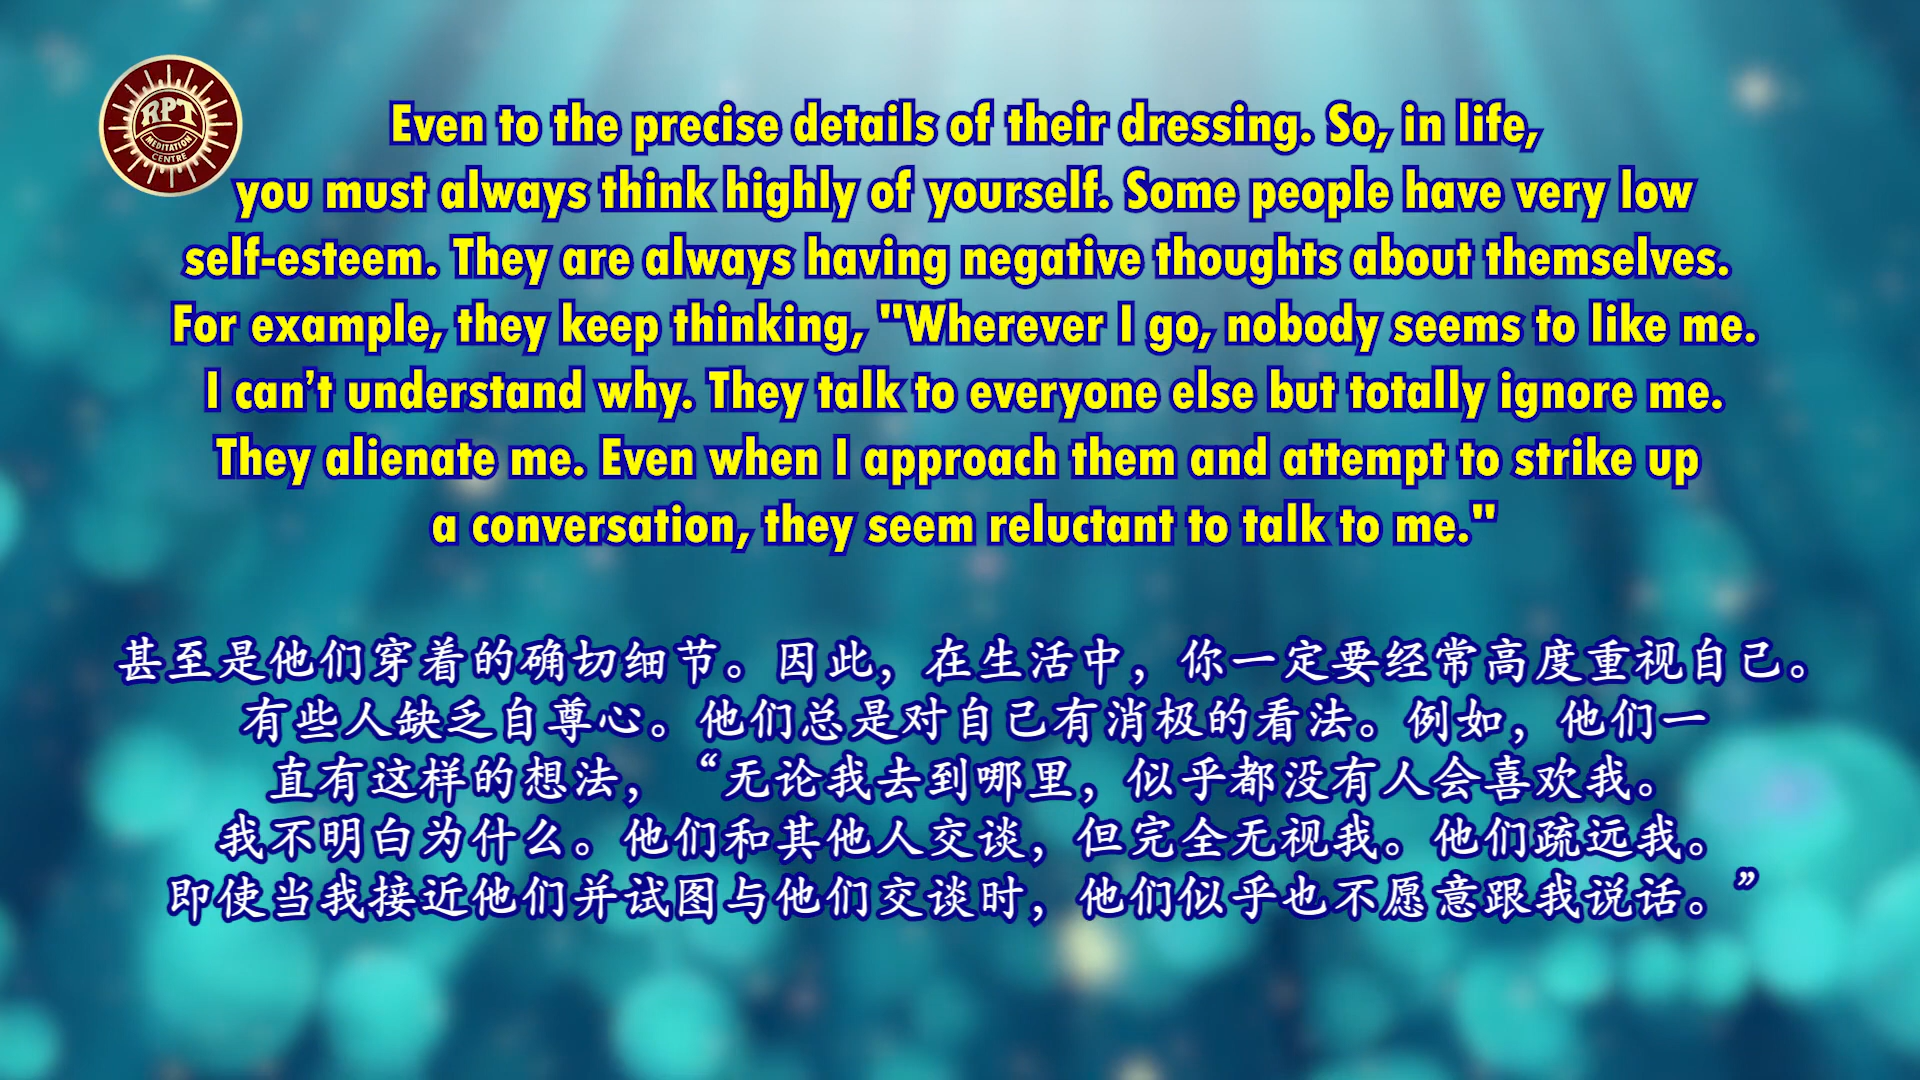 RPT
MEDITATION
CENTRE
Even to the precise details of their dressing. So, in life,
you must always think highly of yourself. Some people have very low
self-esteem. They are always having negative thoughts about themselves.
For example, they keep thinking, "Wherever I go, nobody seems to like me.
I can’t understand why. They talk to everyone else but totally ignore me.
They alienate me. Even when I approach them and attempt to strike up
a conversation, they seem reluctant to talk to me."
甚至是他们穿着的确切细节。因此，在生活中，你一定要经常高度重视自己。
有些人缺乏自尊心。他们总是对自己有消极的看法。例如，他们一
直有这样的想法，“无论我去到哪里，似乎都没有人会喜欢我。
我不明白为什么。他们和其他人交谈，但完全无视我。他们疏远我。
即使当我接近他们并试图与他们交谈时，他们似乎也不愿意跟我说话。”